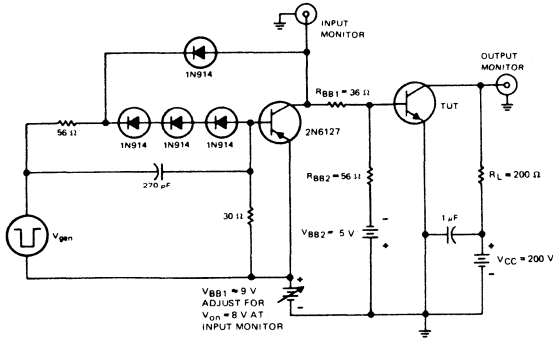 INPUT
MONITOR
OUTPUT
MONITOR
1N914
RBB1 = 36 Ω
TUT
56 Ω
1N914
1N914
1N914
2N6127
270 pF
RBB2 = 56 Ω
RL = 200 Ω
30 Ω
Vgen
VBB2 = 5 V
-
+
1 µF
+
-
VCC = 200 V
VBB1 ≈ 9 V
ADJUST FOR
Von = 8 V AT
INPUT MONITOR
+
-